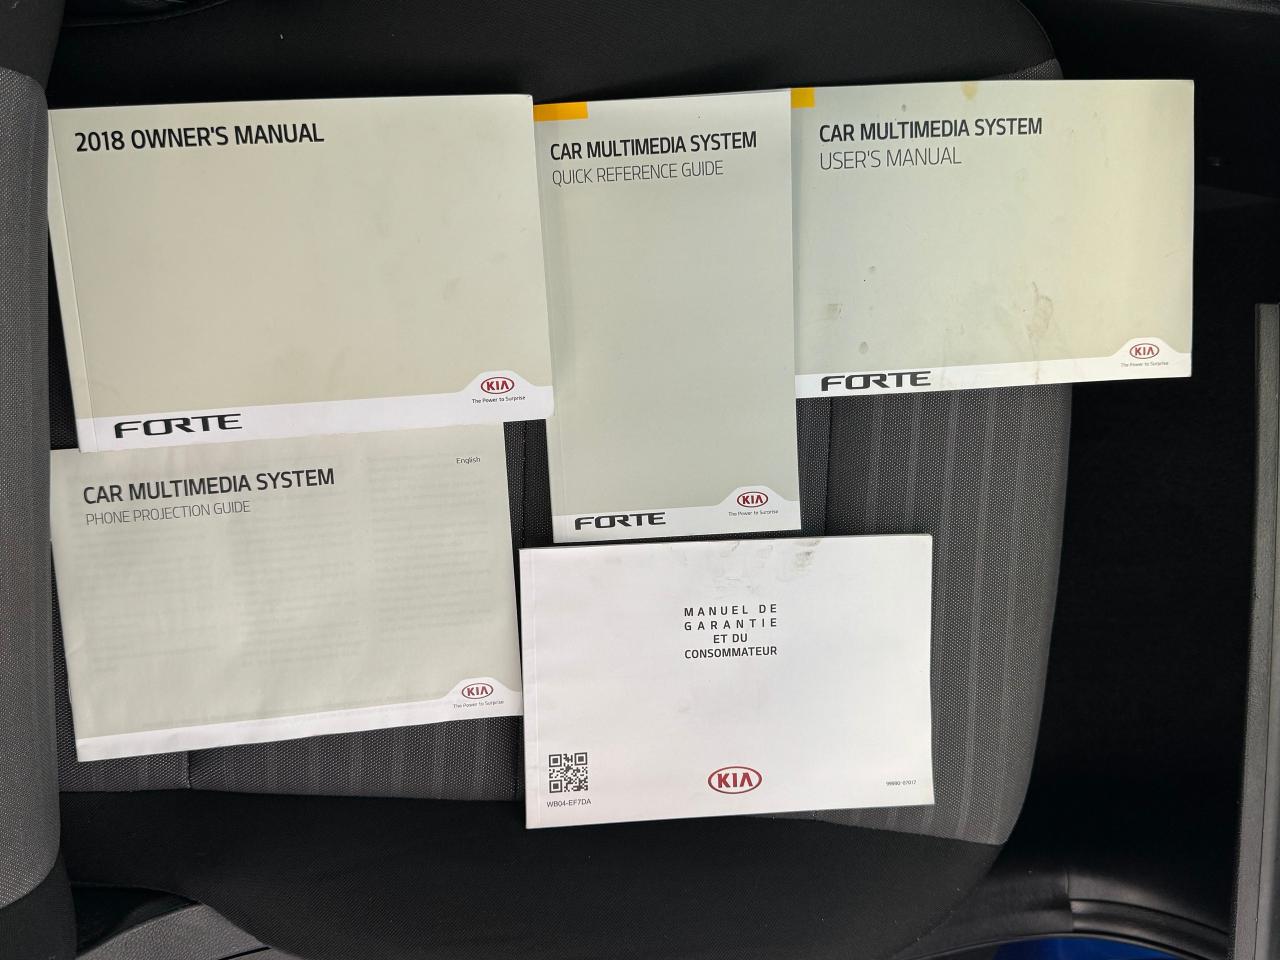 2018 OWNER'S MANUAL
KIA
The Power to Surprise
FORTE
CAR MULTIMEDIA SYSTEM
QUICK REFERENCE GUIDE
KIA
The Power to Surprise
FORTE
CAR MULTIMEDIA SYSTEM
USER'S MANUAL
KIA
The Power to Surprise
FORTE
English
CAR MULTIMEDIA SYSTEM
PHONE PROJECTION GUIDE
KIA
The Power to Surprise
MANUEL DE
GARANTIE
ET DU
CONSOMMATEUR
KIA
WB04-EF7DA